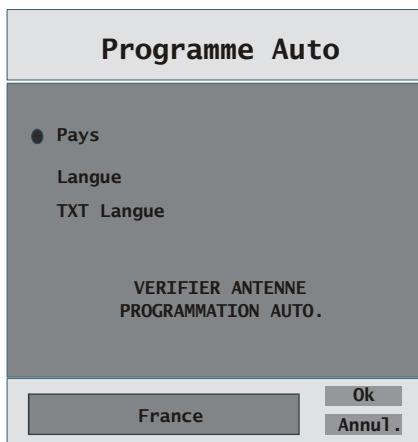 Programme Auto
Pays
Langue
TXT Langue
VERIFIER ANTENNE
PROGRAMMATION AUTO.
France
Ok
Annul.